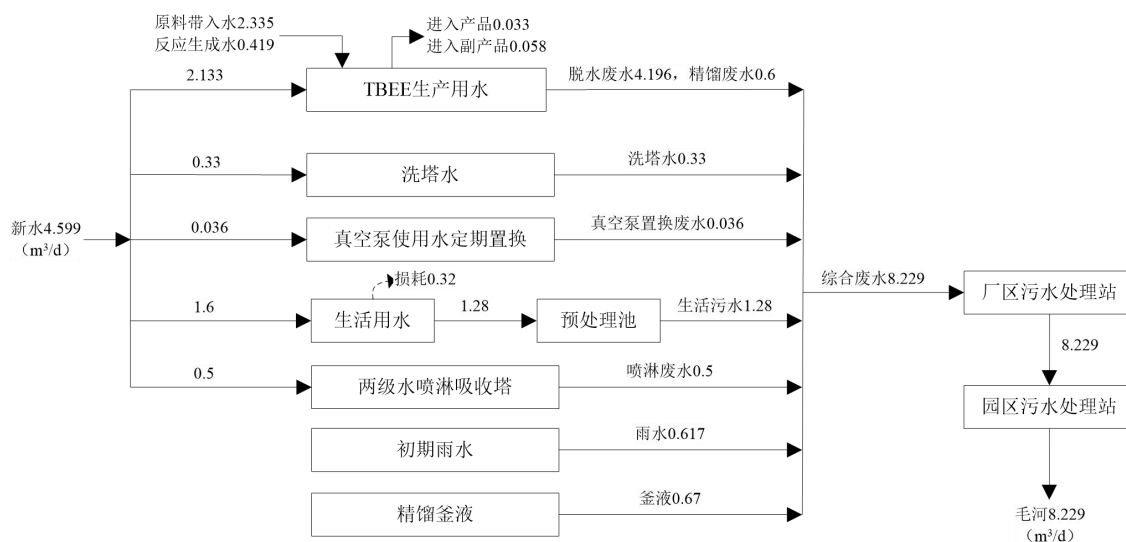 原料带入水2.335
反应生成水0.419
进入产品0.033
进入副产品0.058
2.133
TBEE生产用水
脱水废水4.196，精馏废水0.6
0.33
洗塔水
洗塔水0.33
新水4.599
（m³/d）
0.036
真空泵使用水定期置换
真空泵置换废水0.036
损耗0.32
1.6
生活用水
1.28
预处理池
生活污水1.28
综合废水8.229
厂区污水处理站
8.229
0.5
两级水喷淋吸收塔
喷淋废水0.5
园区污水处理站
初期雨水
雨水0.617
精馏釜液
釜液0.67
毛河8.229
（m³/d）